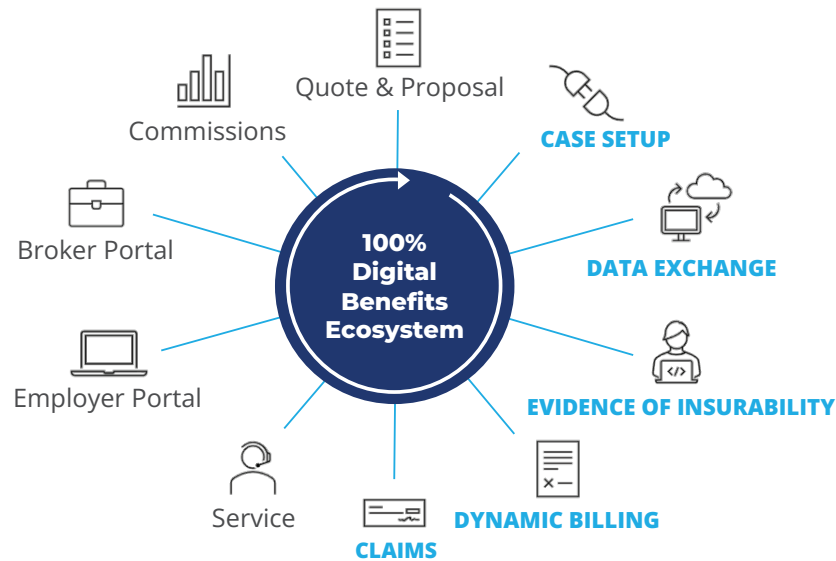 Quote & Proposal
Commissions
CASE SETUP
Broker Portal
DATA EXCHANGE
100%
Digital
Benefits
Ecosystem
Employer Portal
</>
EVIDENCE OF INSURABILITY
Service
DYNAMIC BILLING
CLAIMS